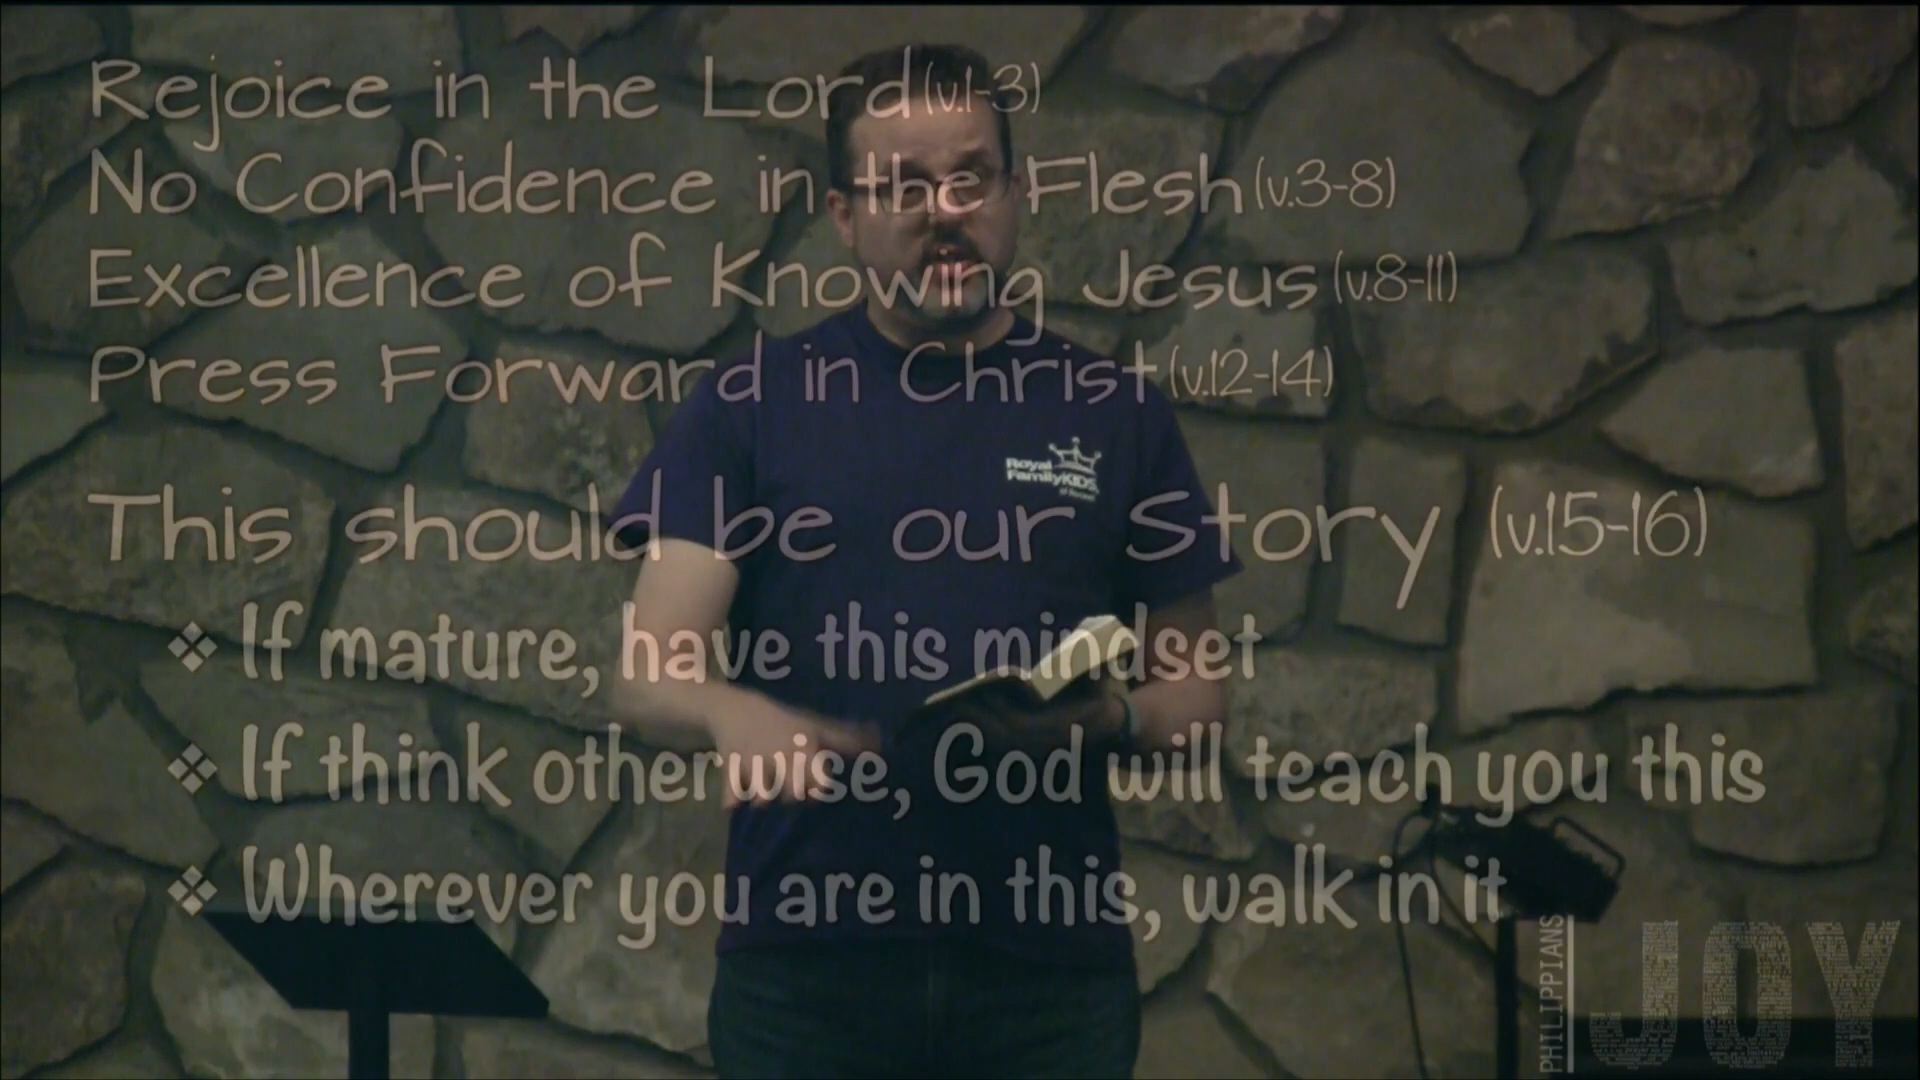 Rejoice in the Lord (v.1-3)
No Confidence in the Flesh (v.3-8)
Excellence of Knowing Jesus (v.8-11)
Press Forward in Christ (v.12-14)
Royal
FamilyKIDS
This should be our Story (v.15-16)
❖ If mature, have this mindset
❖ If think otherwise, God will teach you this
❖ Wherever you are in this, walk in it
PHILIPPIANS
JOY